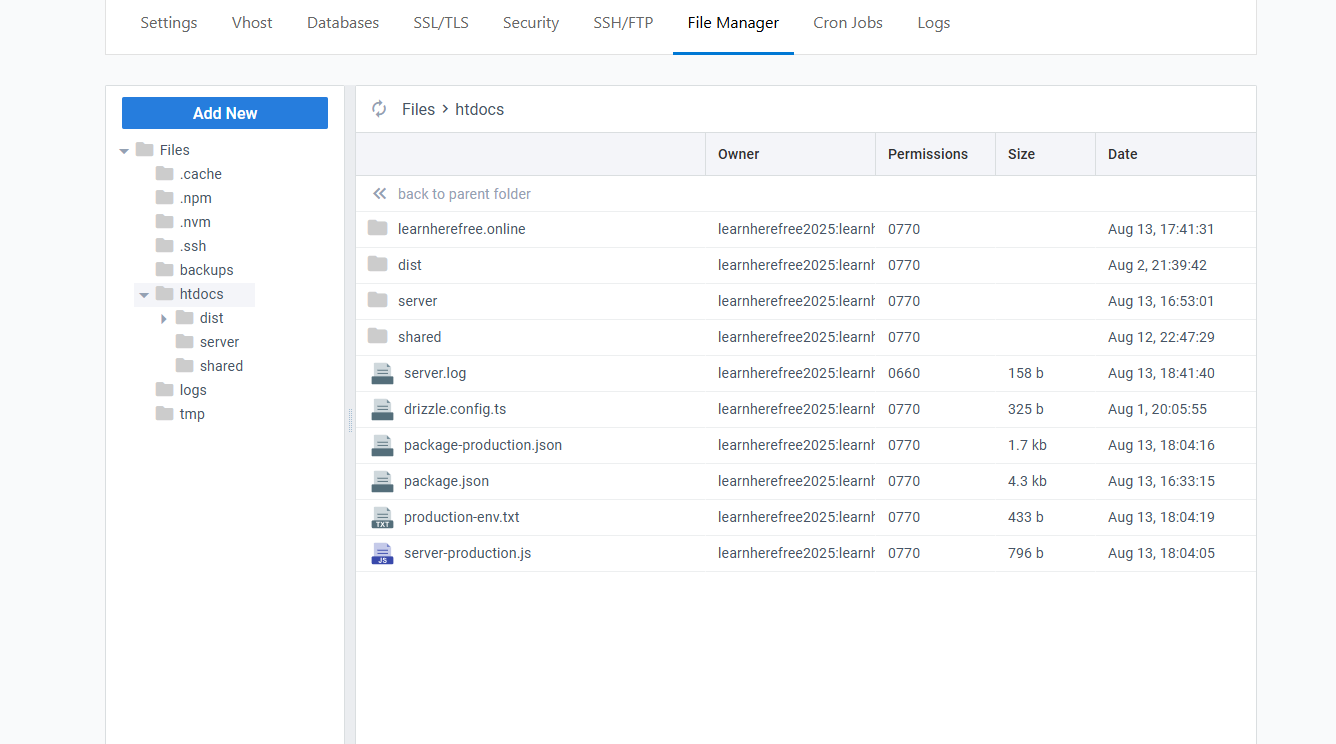 Settings Vhost Databases SSL/TLS Security SSH/FTP File Manager Cron Jobs Logs
Add New
Files
.cache
.npm
.nvm
.ssh
backups
htdocs
dist
server
shared
logs
tmp
Files > htdocs
Owner Permissions Size Date
« back to parent folder
learnherefree.online learnherefree2025:learnh 0770 Aug 13, 17:41:31
dist learnherefree2025:learnh 0770 Aug 2, 21:39:42
server learnherefree2025:learnh 0770 Aug 13, 16:53:01
shared learnherefree2025:learnh 0770 Aug 12, 22:47:29
server.log learnherefree2025:learnh 0660 158 b Aug 13, 18:41:40
drizzle.config.ts learnherefree2025:learnh 0770 325 b Aug 1, 20:05:55
package-production.json learnherefree2025:learnh 0770 1.7 kb Aug 13, 18:04:16
package.json learnherefree2025:learnh 0770 4.3 kb Aug 13, 16:33:15
TXT production-env.txt learnherefree2025:learnh 0770 433 b Aug 13, 18:04:19
JS server-production.js learnherefree2025:learnh 0770 796 b Aug 13, 18:04:05